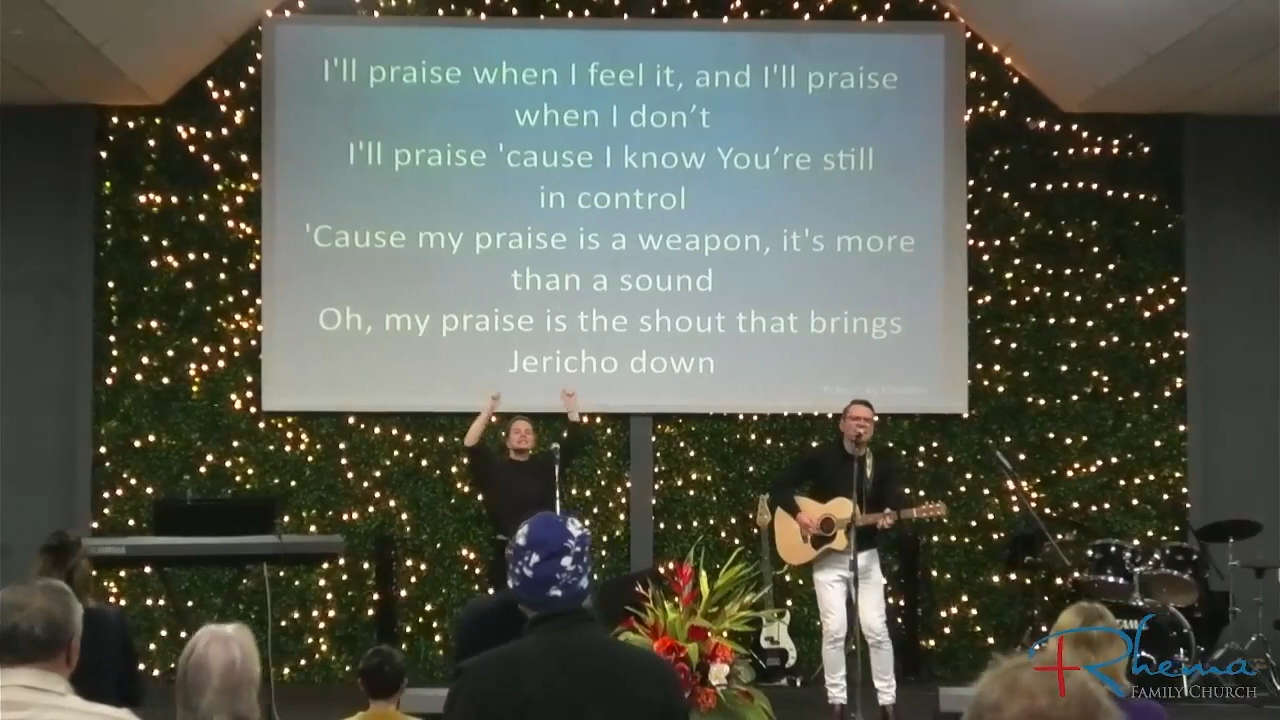 I'll praise when I feel it, and I'll praise
when I don’t
I'll praise 'cause I know You’re still
in control
'Cause my praise is a weapon, it's more
than a sound
Oh, my praise is the shout that brings
Jericho down
Rhema
FAMILY CHURCH